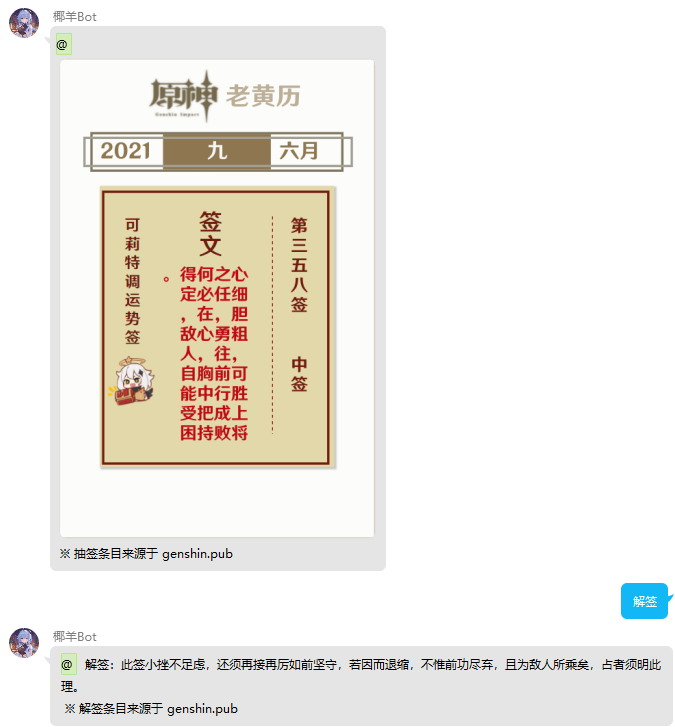 椰羊Bot
@
原神 老黄历
Genshin Impact
2021 九 六月
第三五八签 中签
签文
心细胆粗，可胜上将
之任，勇往前行成败
何必在心，胸中把持
得定，敌人自能受困
。
可莉特调运势签
※ 抽签条目来源于 genshin.pub
解签
椰羊Bot
@ 解签：此签小挫不足虑，还须再接再厉如前坚守，若因而退缩，不惟前功尽弃，且为敌人所乘矣，占者须明此
理。
※ 解签条目来源于 genshin.pub